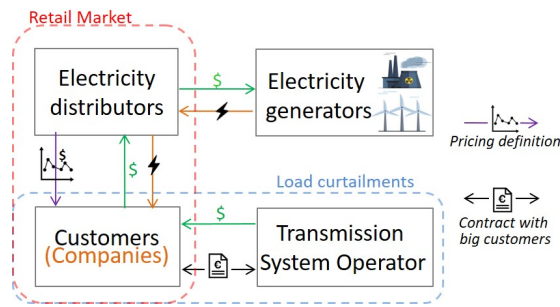 Retail Market
Electricity
distributors
$
Electricity
generators
$
$
Pricing definition
Load curtailments
Customers
(Companies)
$
€
Transmission
System Operator
€
Contract with
big customers